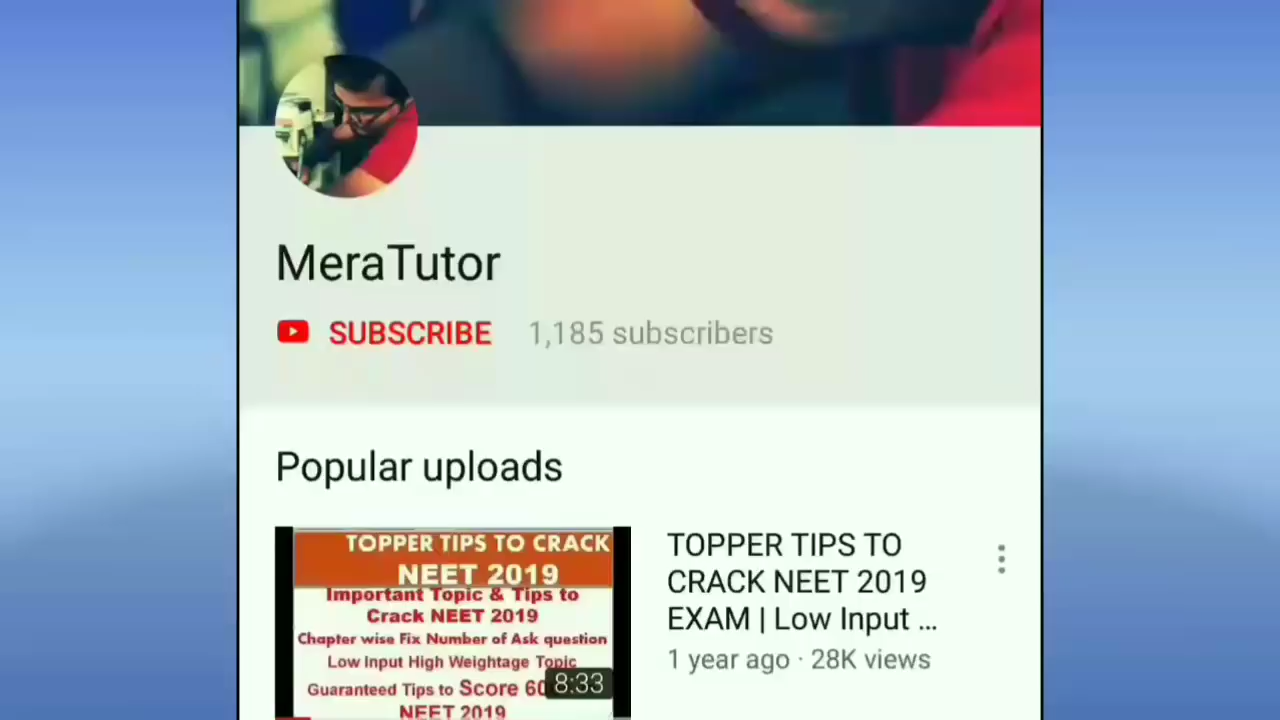 MeraTutor
SUBSCRIBE 1,185 subscribers
Popular uploads
TOPPER TIPS TO CRACK
NEET 2019
Important Topic & Tips to
Crack NEET 2019
Chapter wise Fix Number of Ask question
Low Input High Weightage Topic
Guaranteed Tips to Score 60
NEET 2019
8:33
TOPPER TIPS TO
CRACK NEET 2019
EXAM | Low Input ...
1 year ago · 28K views